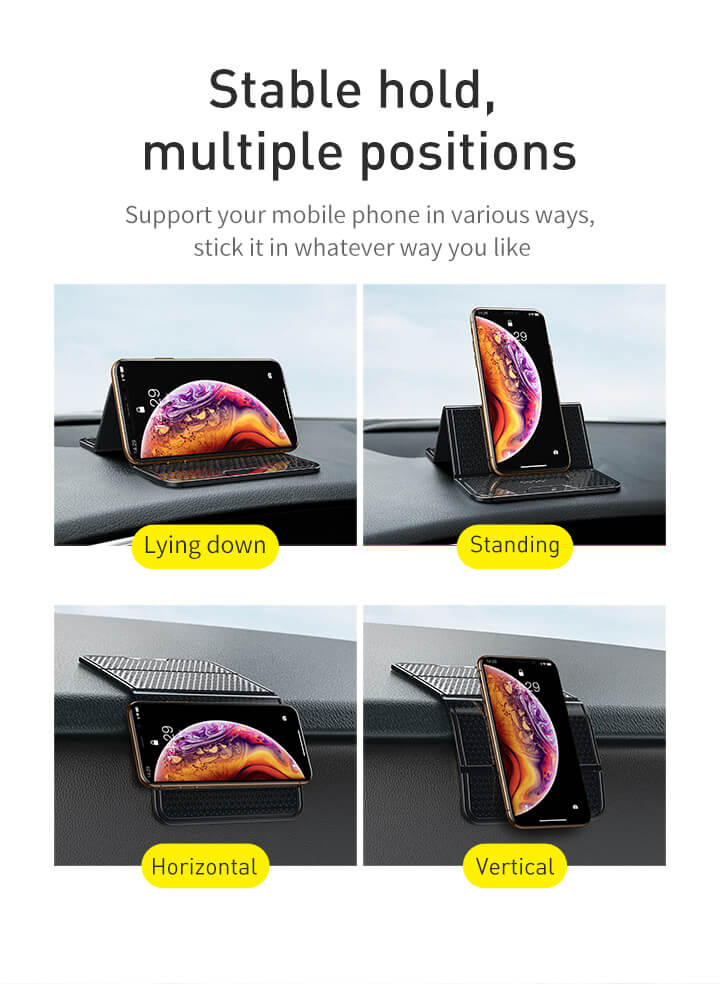 Stable hold,
multiple positions
Support your mobile phone in various ways,
stick it in whatever way you like
Lying down
Standing
Horizontal
Vertical